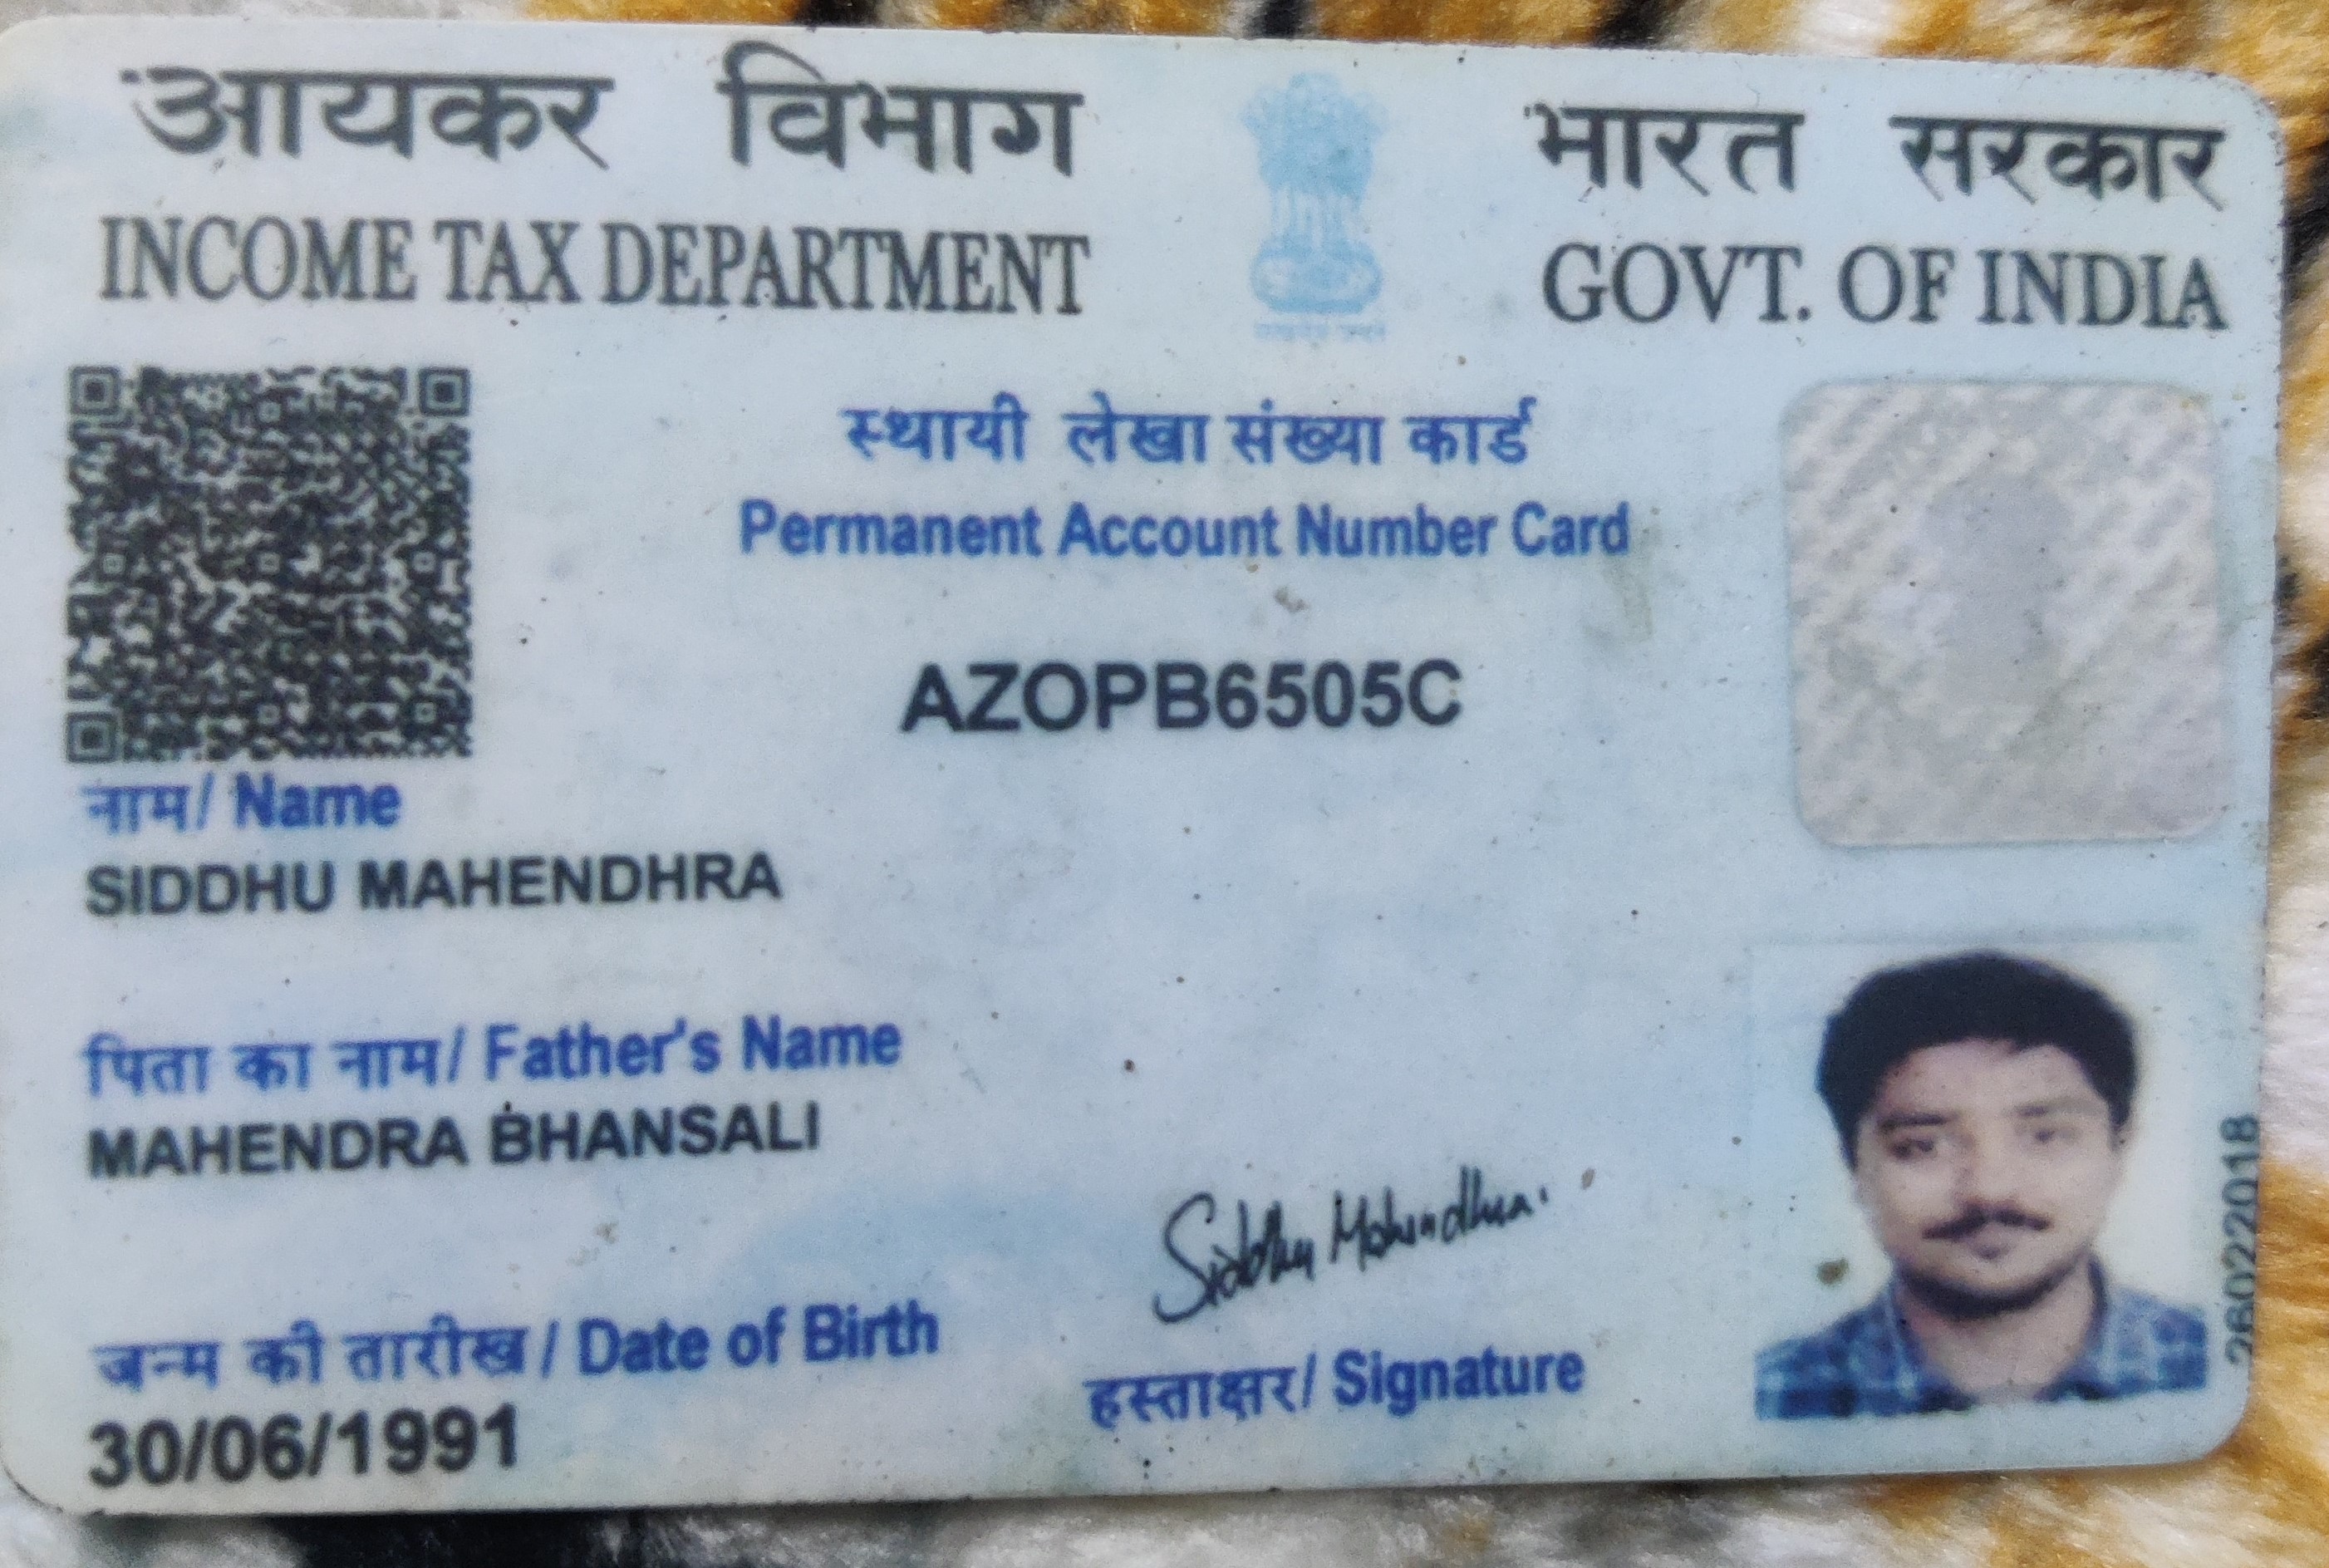 आयकर विभाग
INCOME TAX DEPARTMENT
भारत सरकार
GOVT. OF INDIA
स्थायी लेखा संख्या कार्ड
Permanent Account Number Card
AZOPB6505C
नाम/ Name
SIDDHU MAHENDHRA
पिता का नाम/ Father's Name
MAHENDRA BHANSALI
जन्म की तारीख / Date of Birth
30/06/1991
Siddhu Mahendhra
हस्ताक्षर/ Signature
26022018